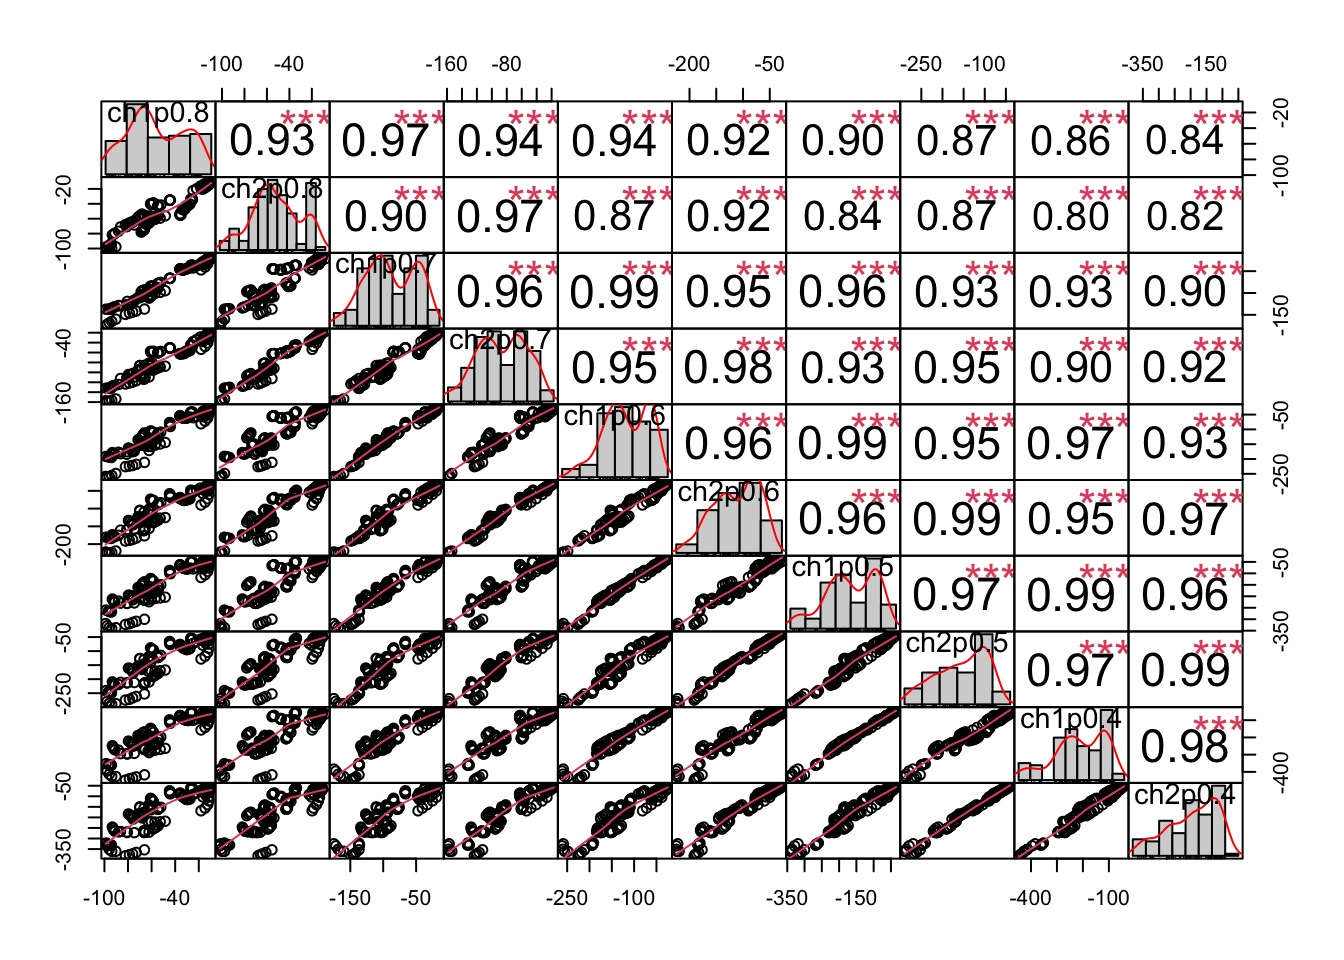 -100 -40 -160 -80 -200 -50 -250 -100 -350 -150
ch1p0.8 0.93 *** 0.97 *** 0.94 *** 0.94 *** 0.92 *** 0.90 *** 0.87 *** 0.86 *** 0.84 *** -100 -20
-100 -20 ch2p0.8 0.90 *** 0.97 *** 0.87 *** 0.92 *** 0.84 *** 0.87 *** 0.80 *** 0.82 ***
ch1p0.7 0.96 *** 0.99 *** 0.95 *** 0.96 *** 0.93 *** 0.93 *** 0.90 *** -150
-160 -40 ch2p0.7 0.95 *** 0.98 *** 0.93 *** 0.95 *** 0.90 *** 0.92 ***
ch1p0.6 0.96 *** 0.99 *** 0.95 *** 0.97 *** 0.93 *** -250 -50
-200 ch2p0.6 0.96 *** 0.99 *** 0.95 *** 0.97 ***
ch1p0.5 0.97 *** 0.99 *** 0.96 *** -350 -50
-250 -50 ch2p0.5 0.97 *** 0.99 ***
ch1p0.4 0.98 *** -400
-350 -50 ch2p0.4
-100 -40 -150 -50 -250 -100 -350 -150 -400 -100